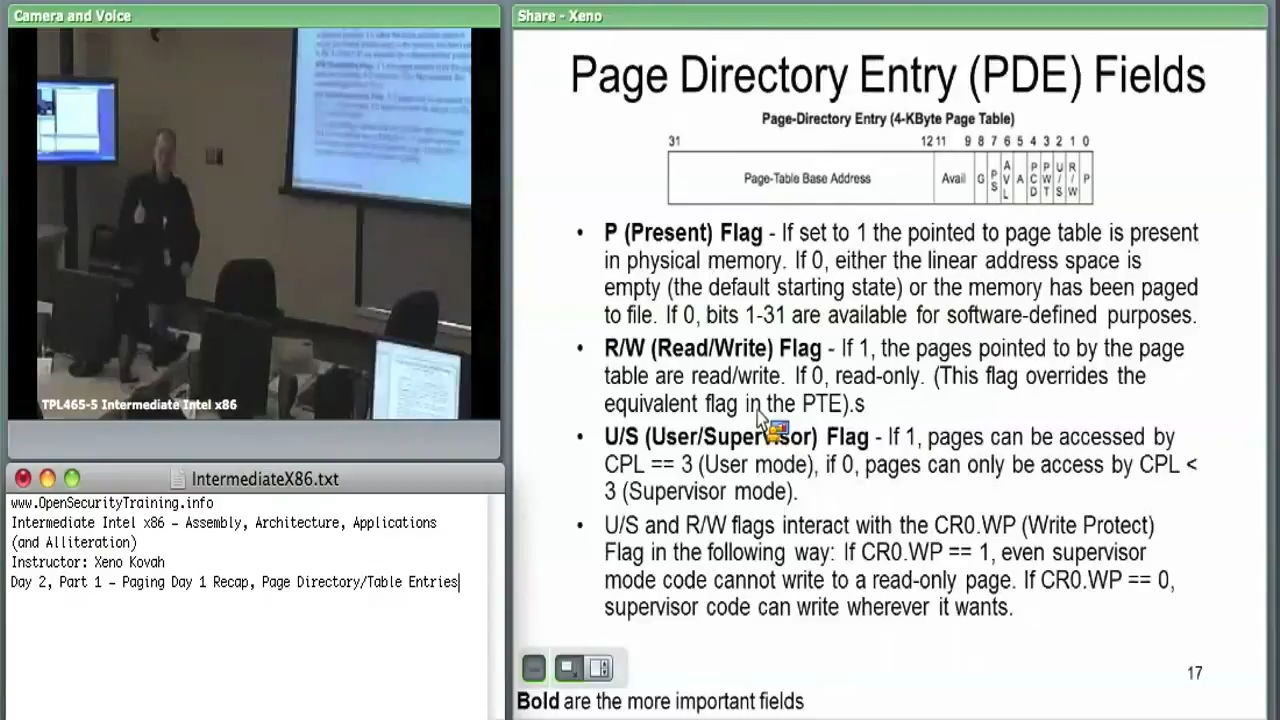 Camera and Voice
TPL465-5 Intermediate Intel x86
IntermediateX86.txt
www.OpenSecurityTraining.info
Intermediate Intel x86 – Assembly, Architecture, Applications
(and Alliteration)
Instructor: Xeno Kovah
Day 2, Part 1 – Paging Day 1 Recap, Page Directory/Table Entries
Share - Xeno
Page Directory Entry (PDE) Fields
Page-Directory Entry (4-KByte Page Table)
31 12 11 9 8 7 6 5 4 3 2 1 0
Page-Table Base Address Avail G PS AVL A PCD PWT U/S R/W P
• P (Present) Flag - If set to 1 the pointed to page table is present
in physical memory. If 0, either the linear address space is
empty (the default starting state) or the memory has been paged
to file. If 0, bits 1-31 are available for software-defined purposes.
• R/W (Read/Write) Flag - If 1, the pages pointed to by the page
table are read/write. If 0, read-only. (This flag overrides the
equivalent flag in the PTE).s
• U/S (User/Supervisor) Flag - If 1, pages can be accessed by
CPL == 3 (User mode), if 0, pages can only be access by CPL <
3 (Supervisor mode).
• U/S and R/W flags interact with the CR0.WP (Write Protect)
Flag in the following way: If CR0.WP == 1, even supervisor
mode code cannot write to a read-only page. If CR0.WP == 0,
supervisor code can write wherever it wants.
17
Bold are the more important fields